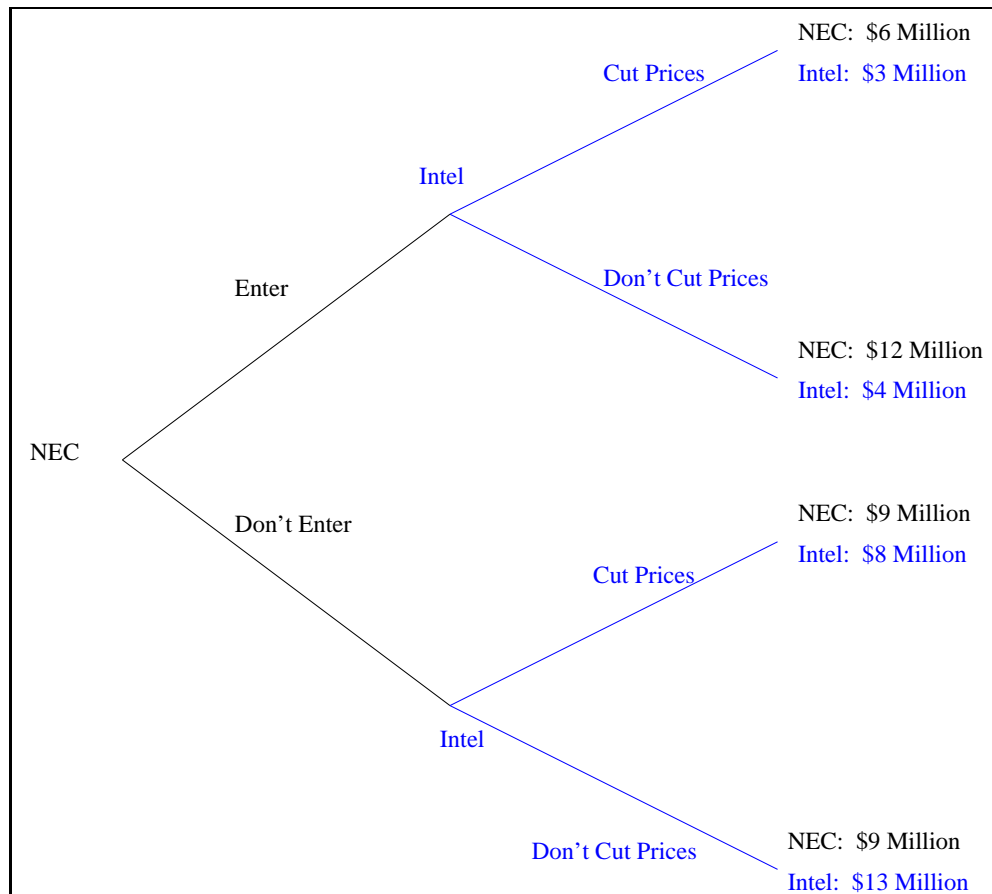 NEC:  $6 Million
Cut Prices
Intel:  $3 Million
Intel
Don't Cut Prices
Enter
NEC:  $12 Million
Intel:  $4 Million
NEC
Don't Enter
NEC:  $9 Million
Intel:  $8 Million
Cut Prices
Intel
NEC:  $9 Million
Don't Cut Prices
Intel:  $13 Million